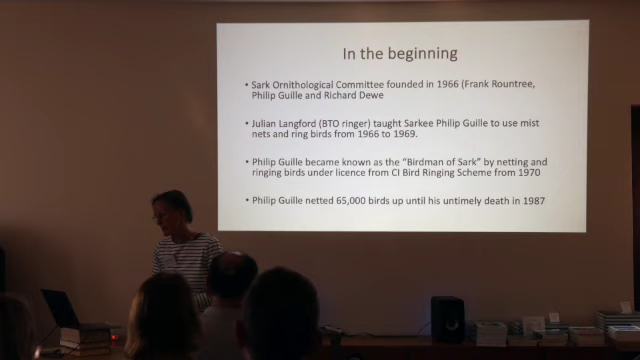 In the beginning
• Sark Ornithological Committee founded in 1966 (Frank Rountree,
Philip Guille and Richard Dewe
• Julian Langford (BTO ringer) taught Sarkee Philip Guille to use mist
nets and ring birds from 1966 to 1969.
• Philip Guille became known as the “Birdman of Sark” by netting and
ringing birds under licence from CI Bird Ringing Scheme from 1970
• Philip Guille netted 65,000 birds up until his untimely death in 1987